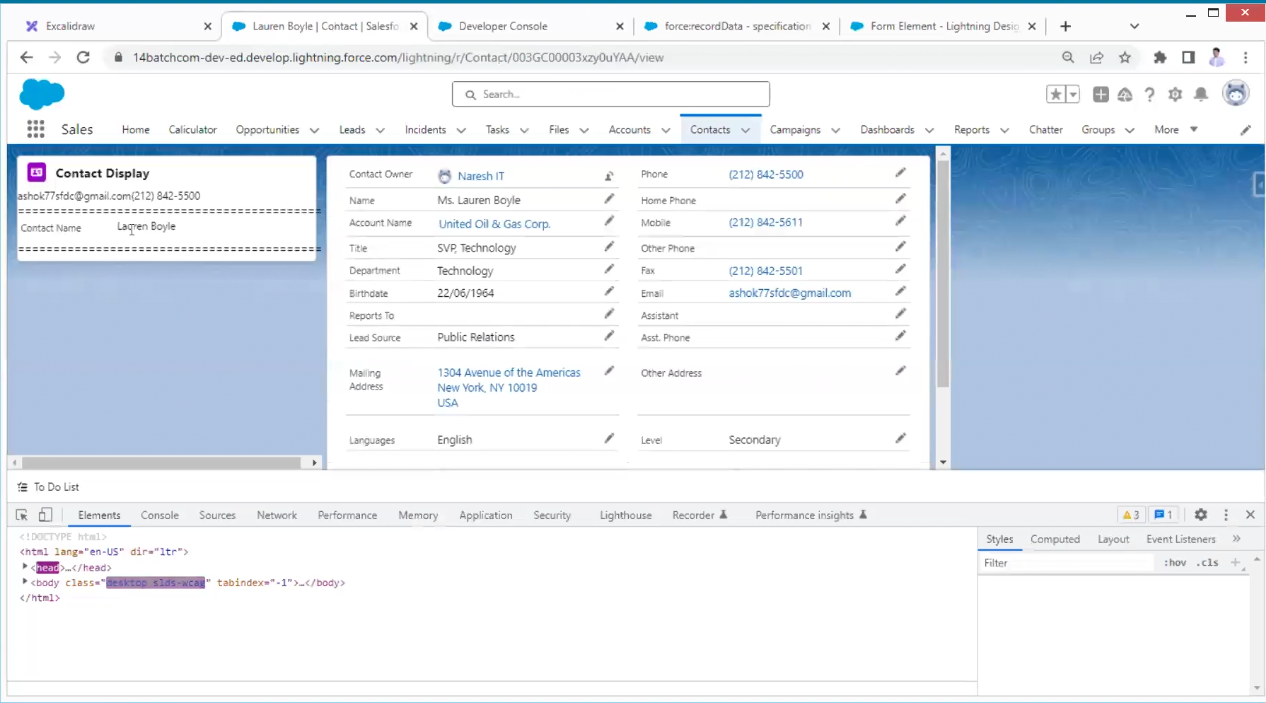 Excalidraw
Lauren Boyle | Contact | Salesfo
Developer Console
force:recordData - specification
Form Element - Lightning Desig
14batchcom-dev-ed.develop.lightning.force.com/lightning/r/Contact/003GC00003xzy0uYAA/view
Search...
Sales Home Calculator Opportunities Leads Incidents Tasks Files Accounts Contacts Campaigns Dashboards Reports Chatter Groups More
Contact Display
ashok77sfdc@gmail.com(212) 842-5500
Contact Name Lauren Boyle
Contact Owner Naresh IT Phone (212) 842-5500
Name Ms. Lauren Boyle Home Phone
Account Name United Oil & Gas Corp. Mobile (212) 842-5611
Title SVP, Technology Other Phone
Department Technology Fax (212) 842-5501
Birthdate 22/06/1964 Email ashok77sfdc@gmail.com
Reports To Assistant
Lead Source Public Relations Asst. Phone
Mailing Address 1304 Avenue of the Americas Other Address
New York, NY 10019
USA
Languages English Level Secondary
To Do List
Elements Console Sources Network Performance Memory Application Security Lighthouse Recorder Performance insights 3 1
<!DOCTYPE html>
<html lang="en-US" dir="ltr">
<head>…</head>
<body class="desktop slds-wcag" tabindex="-1">…</body>
</html>
Styles Computed Layout Event Listeners
Filter :hov .cls